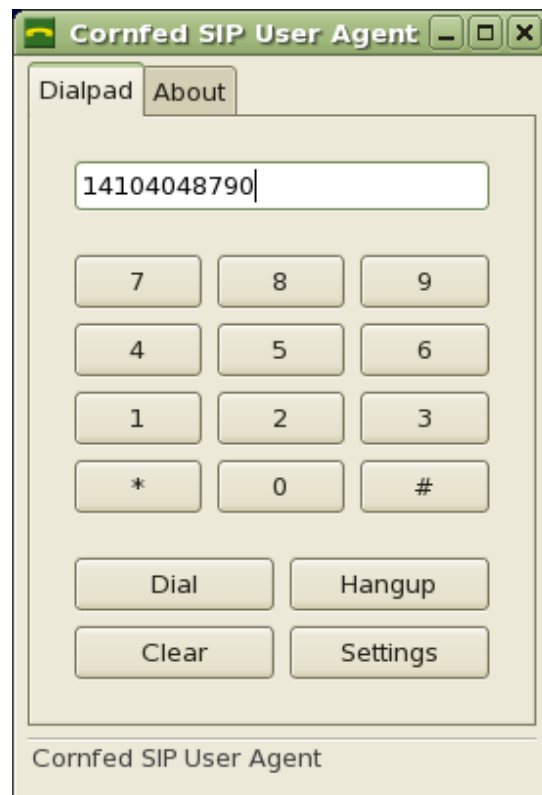 Cornfed SIP User Agent
Dialpad About
14104048790
7 8 9
4 5 6
1 2 3
* 0 #
Dial Hangup
Clear Settings
Cornfed SIP User Agent